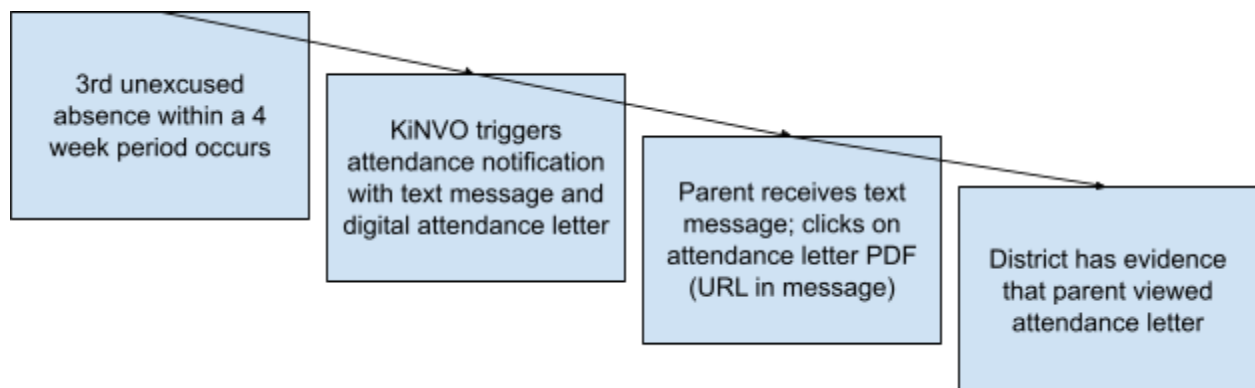 3rd unexcused
absence within a 4
week period occurs
KiNVO triggers
attendance notification
with text message and
digital attendance letter
Parent receives text
message; clicks on
attendance letter PDF
(URL in message)
District has evidence
that parent viewed
attendance letter